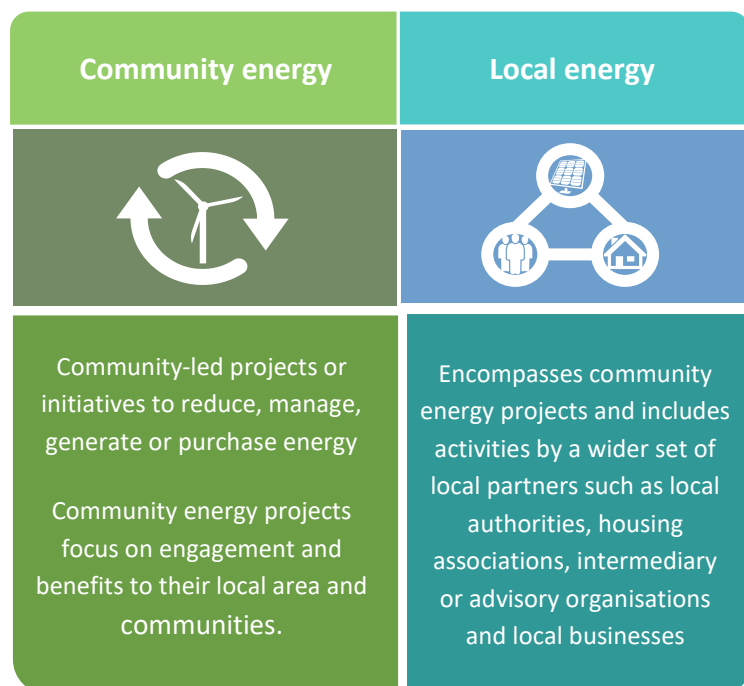 Community energy
Local energy
Community-led projects or
initiatives to reduce, manage,
generate or purchase energy
Community energy projects
focus on engagement and
benefits to their local area and
communities.
Encompasses community
energy projects and includes
activities by a wider set of
local partners such as local
authorities, housing
associations, intermediary
or advisory organisations
and local businesses